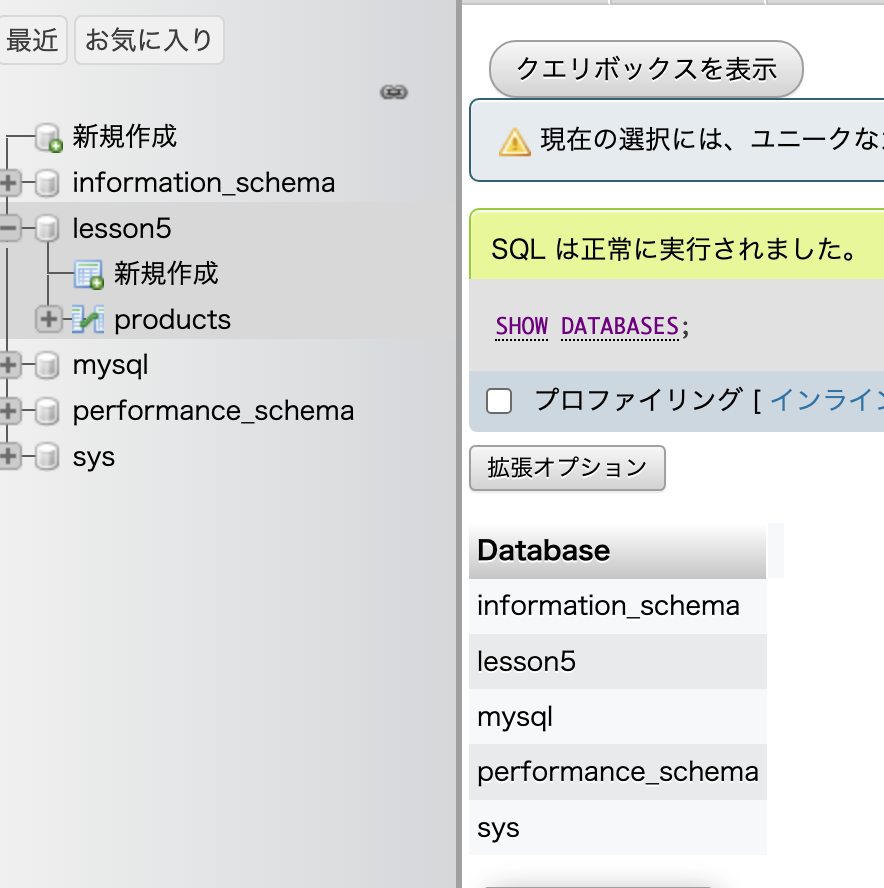 最近
お気に入り
新規作成
information_schema
lesson5
新規作成
products
mysql
performance_schema
sys
クエリボックスを表示
現在の選択には、ユニークな
SQL は正常に実行されました。
SHOW DATABASES;
プロファイリング [ インライン
拡張オプション
Database
information_schema
lesson5
mysql
performance_schema
sys